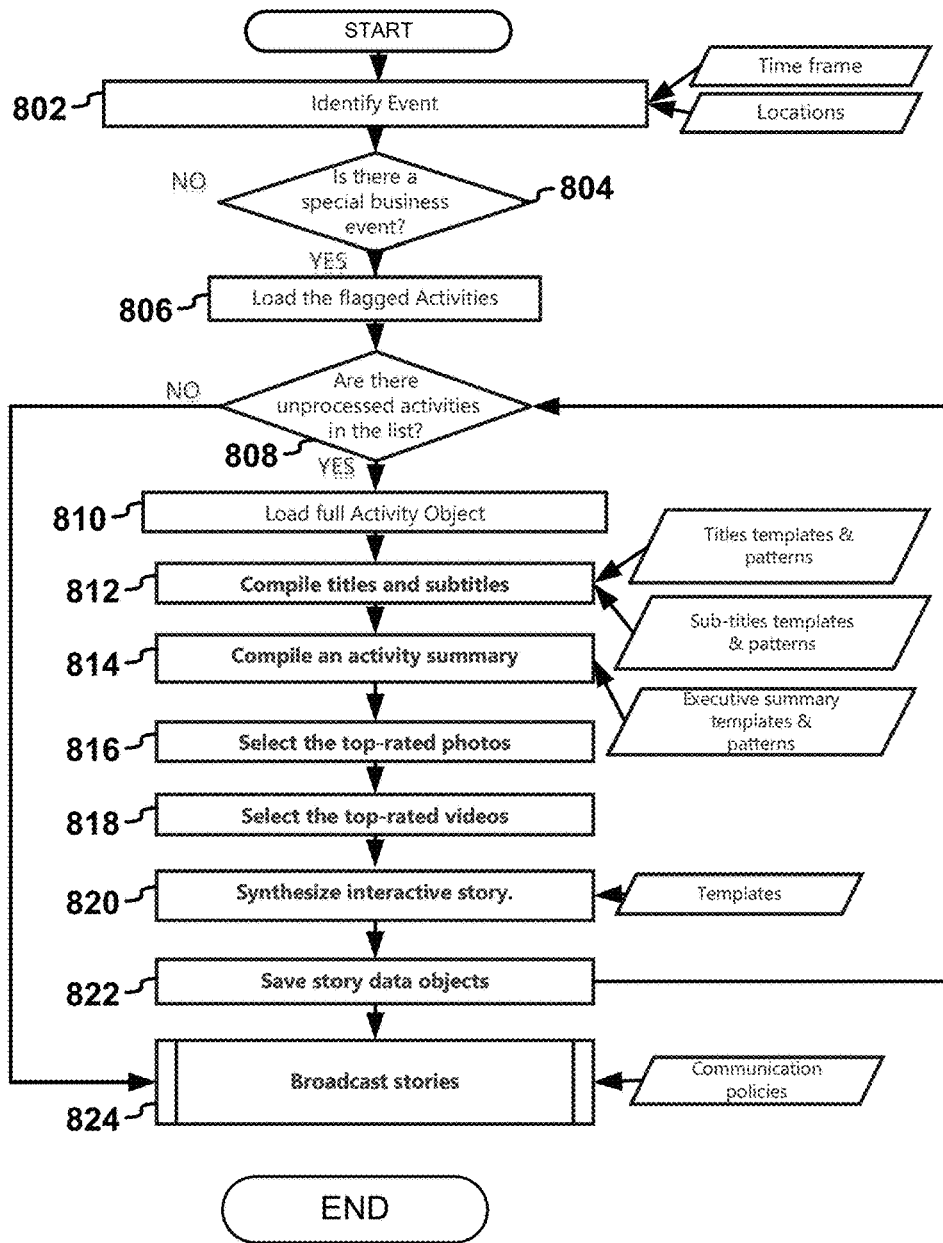 START
Time frame
802
Identify Event
Locations
NO
Is there a
special business
event?
804
YES
806
Load the flagged Activities
NO
Are there
unprocessed activities
in the list?
808
YES
810
Load full Activity Object
Titles templates &
patterns
812
Compile titles and subtitles
Sub-titles templates
& patterns
814
Compile an activity summary
Executive summary
templates &
patterns
816
Select the top-rated photos
818
Select the top-rated videos
820
Synthesize interactive story.
Templates
822
Save story data objects
Broadcast stories
Communication
policies
824
END